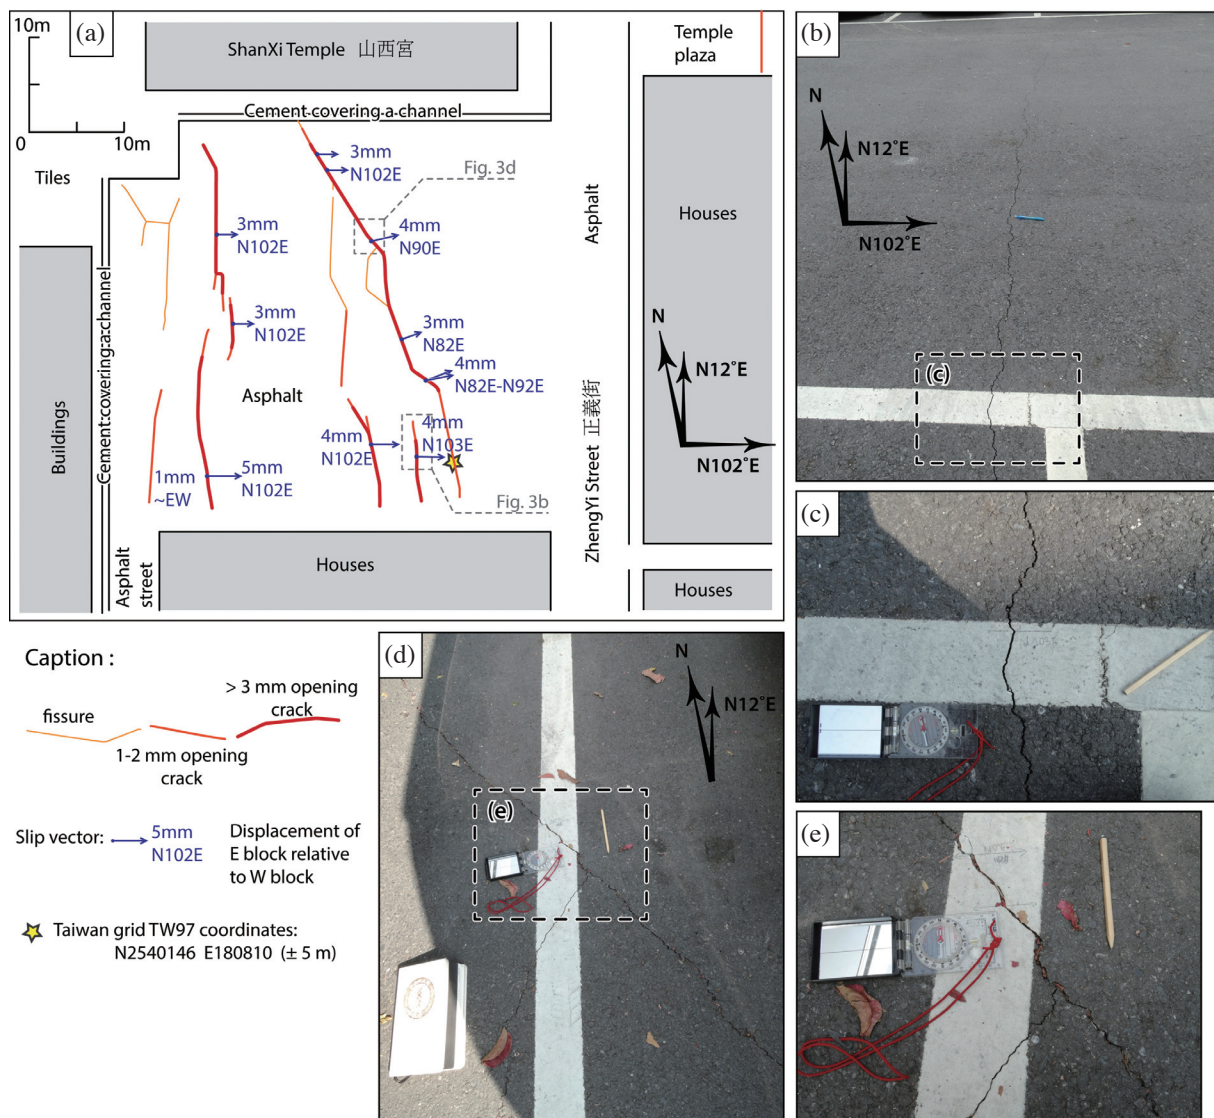 (a)
10m
0
10m
ShanXi Temple 山西宮
Cement covering a channel
Temple
plaza
Tiles
3mm
N102E
Fig. 3d
3mm
N102E
4mm
N90E
Asphalt
Houses
Cement covering a channel
3mm
N102E
3mm
N82E
4mm
N82E-N92E
N
N12°E
N102°E
Buildings
Asphalt
4mm
N102E
4mm
N103E
1mm
~EW
5mm
N102E
Fig. 3b
ZhengYi Street 正義街
Asphalt
street
Houses
Houses
(b)
N
N12°E
N102°E
(c)
(c)
Caption :
fissure
1-2 mm opening
crack
> 3 mm opening
crack
Slip vector:
5mm
N102E
Displacement of
E block relative
to W block
Taiwan grid TW97 coordinates:
N2540146 E180810 (± 5 m)
(d)
N
N12°E
(e)
(e)